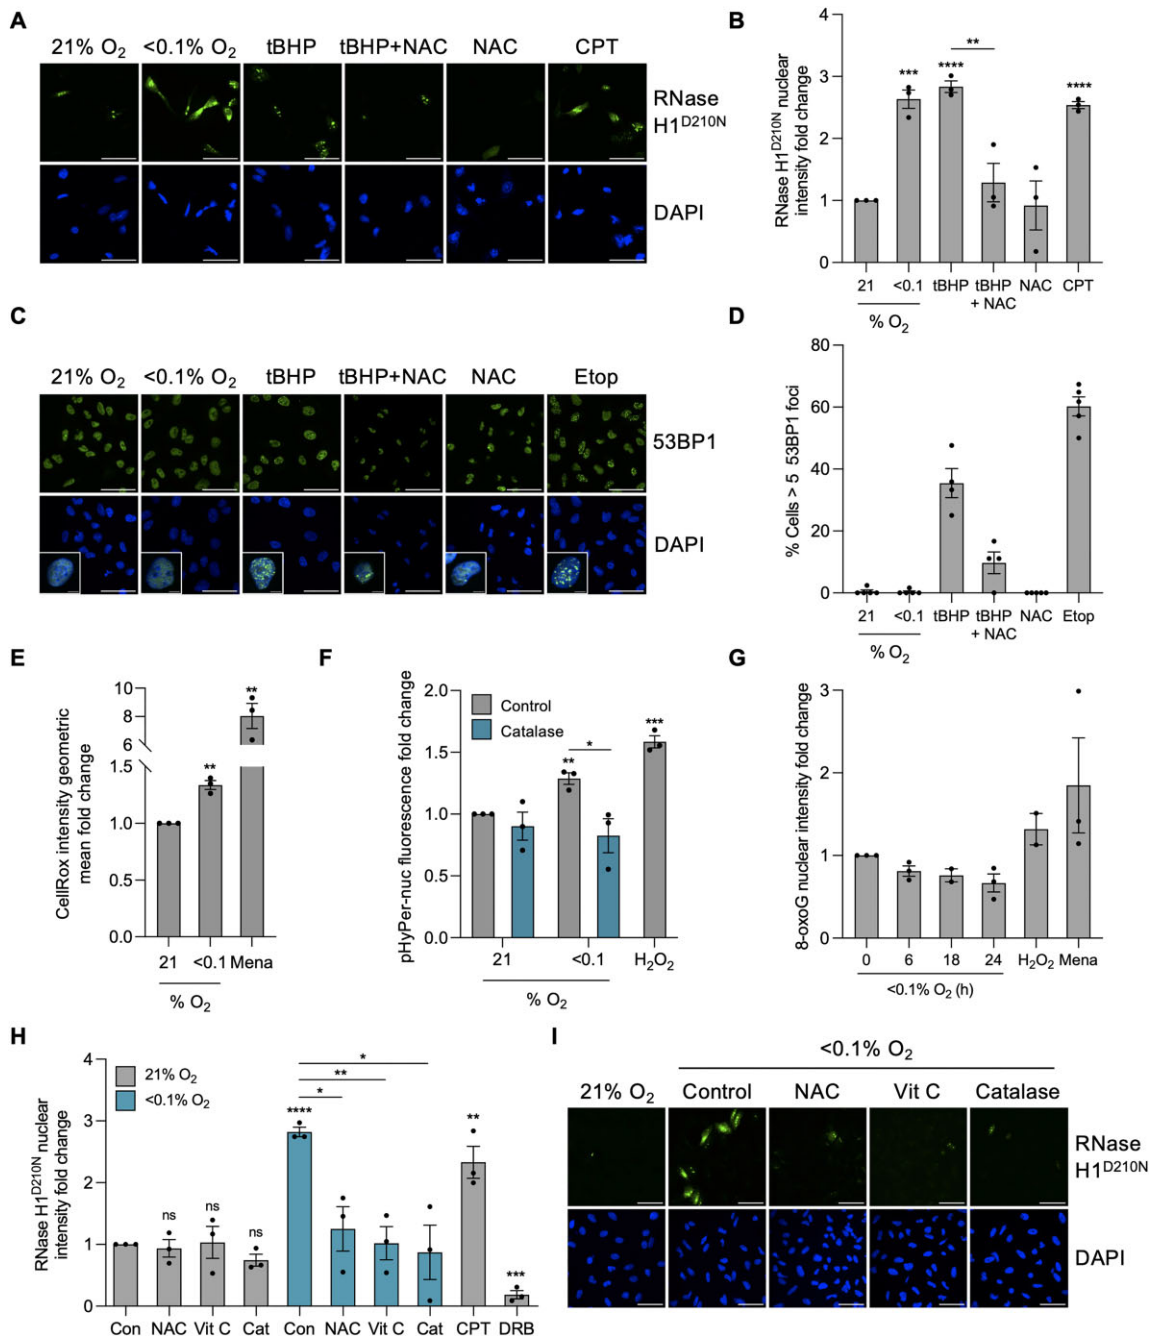 A
21% O2 <0.1% O2 tBHP tBHP+NAC NAC CPT
RNase
H1D210N
DAPI
B
RNase H1D210N nuclear
intensity fold change
4
3
2
1
0
**
*** **** ****
21 <0.1 tBHP tBHP NAC CPT
+ NAC
% O2
C
21% O2 <0.1% O2 tBHP tBHP+NAC NAC Etop
53BP1
DAPI
D
% Cells > 5 53BP1 foci
80
60
40
20
0
21 <0.1 tBHP tBHP NAC Etop
+ NAC
% O2
E
CellRox intensity geometric
mean fold change
10
8
6
1.5
1.0
0.5
0.0
** **
21 <0.1 Mena
% O2
F
pHyPer-nuc fluorescence fold change
2.0
1.5
1.0
0.5
0.0
Control
Catalase
** * ***
21 <0.1 H2O2
% O2
G
8-oxoG nuclear intensity fold change
3
2
1
0
0 6 18 24 H2O2 Mena
<0.1% O2 (h)
H
RNase H1D210N nuclear
intensity fold change
4
3
2
1
0
21% O2
<0.1% O2
*
**
*
ns ns ns **** ** ***
Con NAC Vit C Cat Con NAC Vit C Cat CPT DRB
I
<0.1% O2
21% O2 Control NAC Vit C Catalase
RNase
H1D210N
DAPI